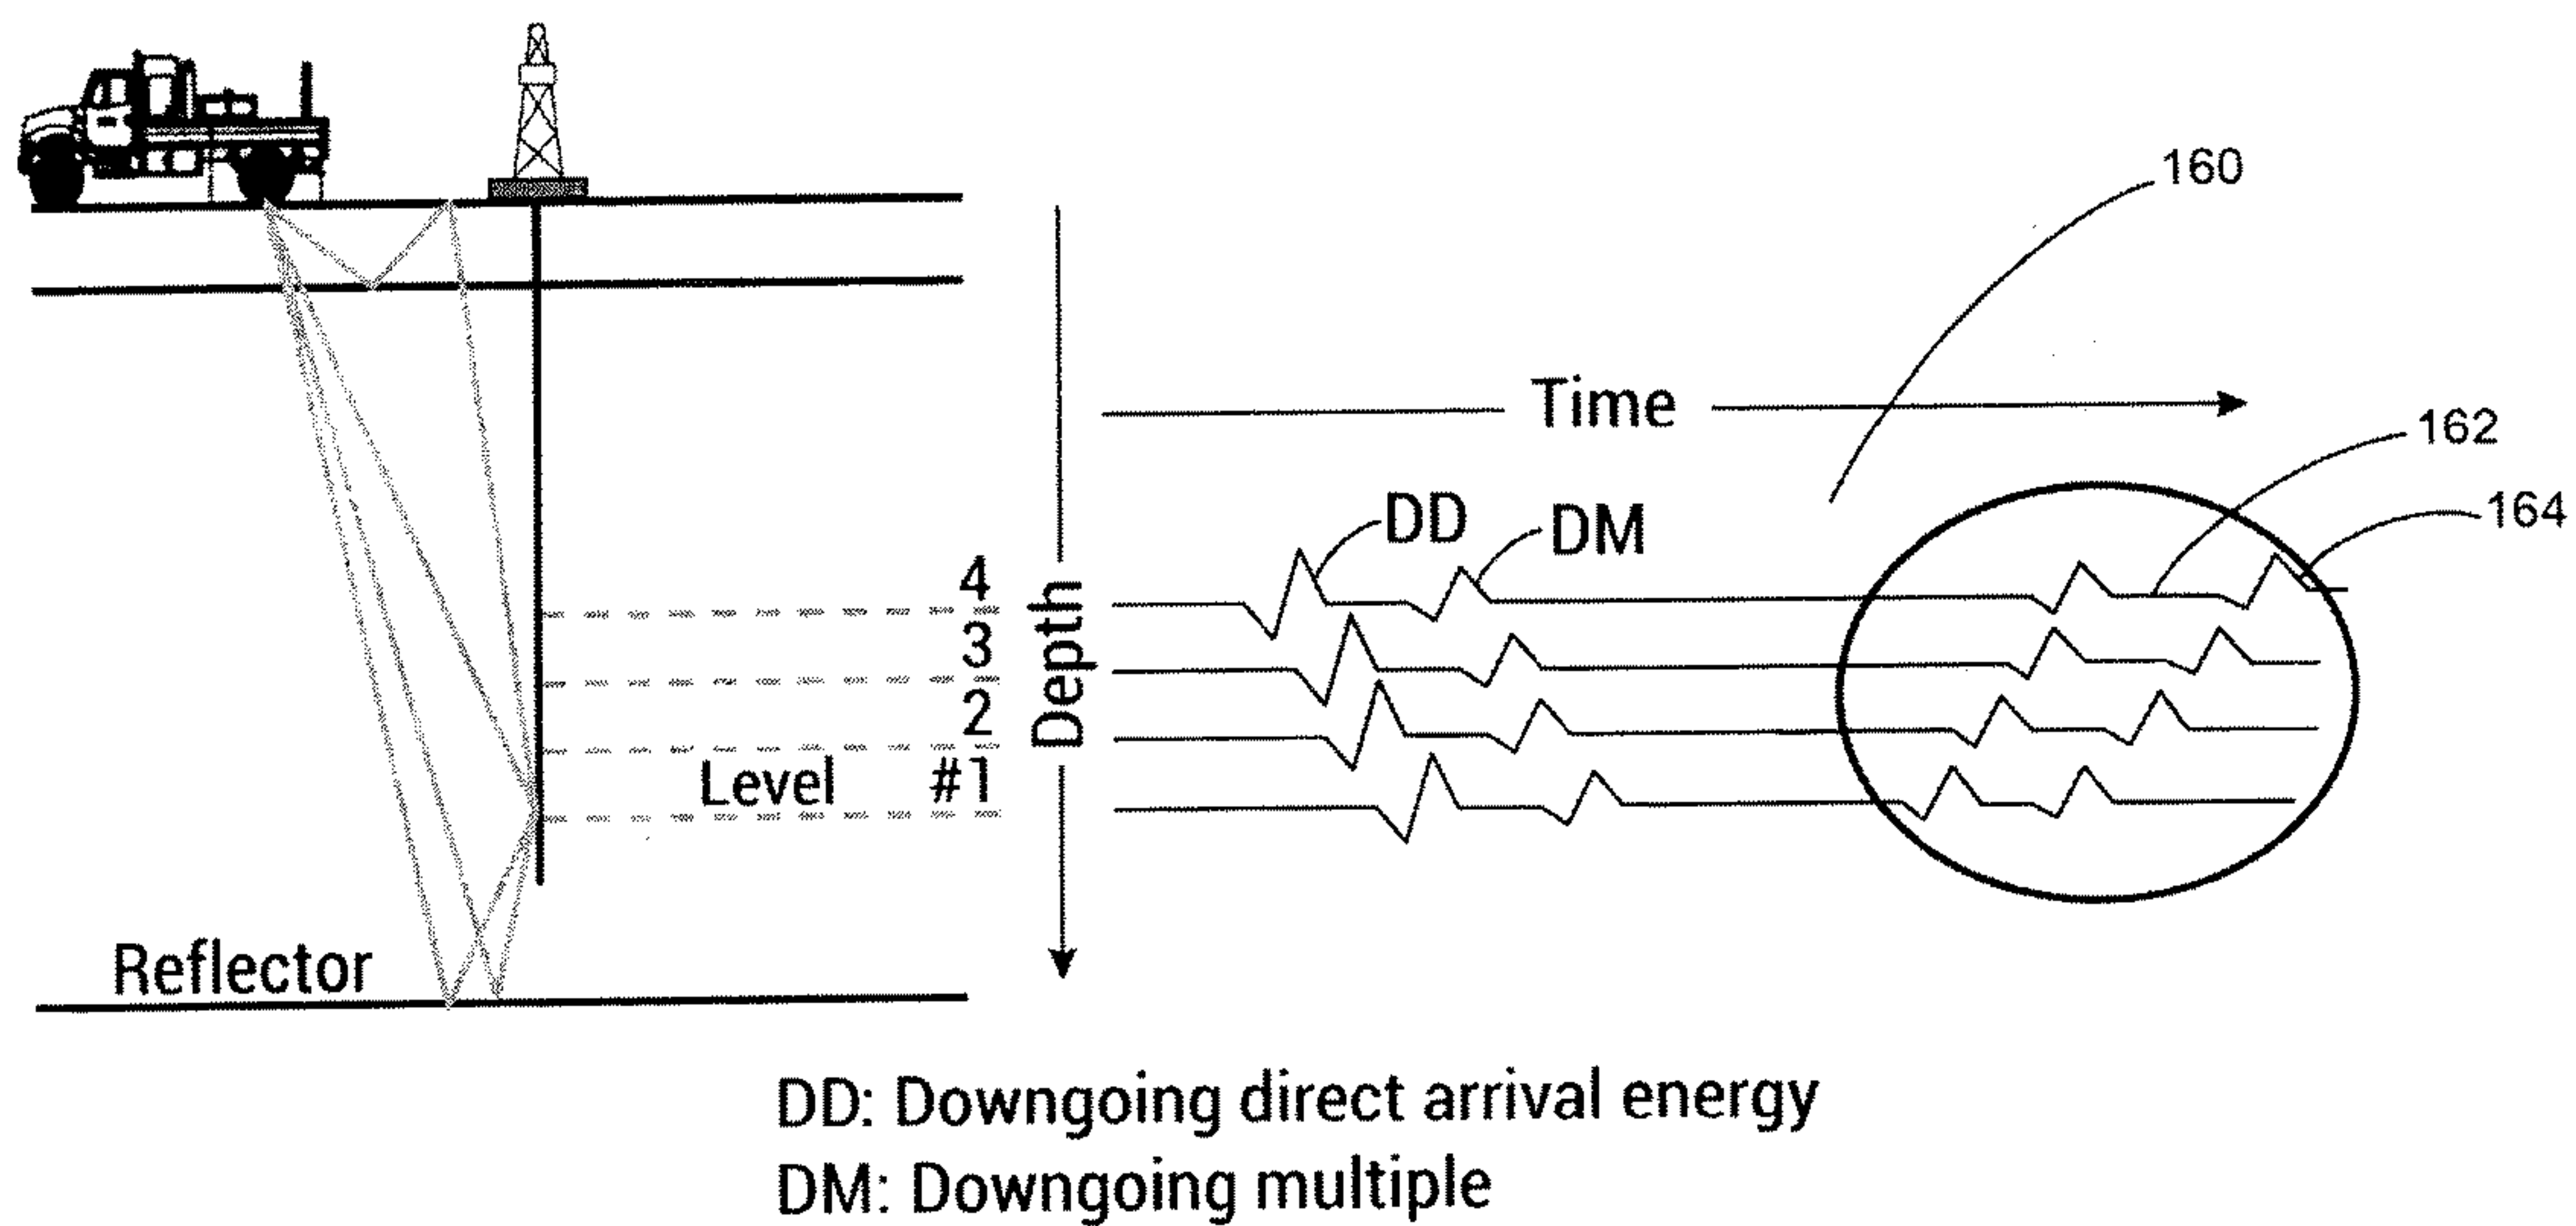 160
Time
162
DD
DM
164
4
3
2
Level #1
Depth
Reflector
DD: Downgoing direct arrival energy
DM: Downgoing multiple